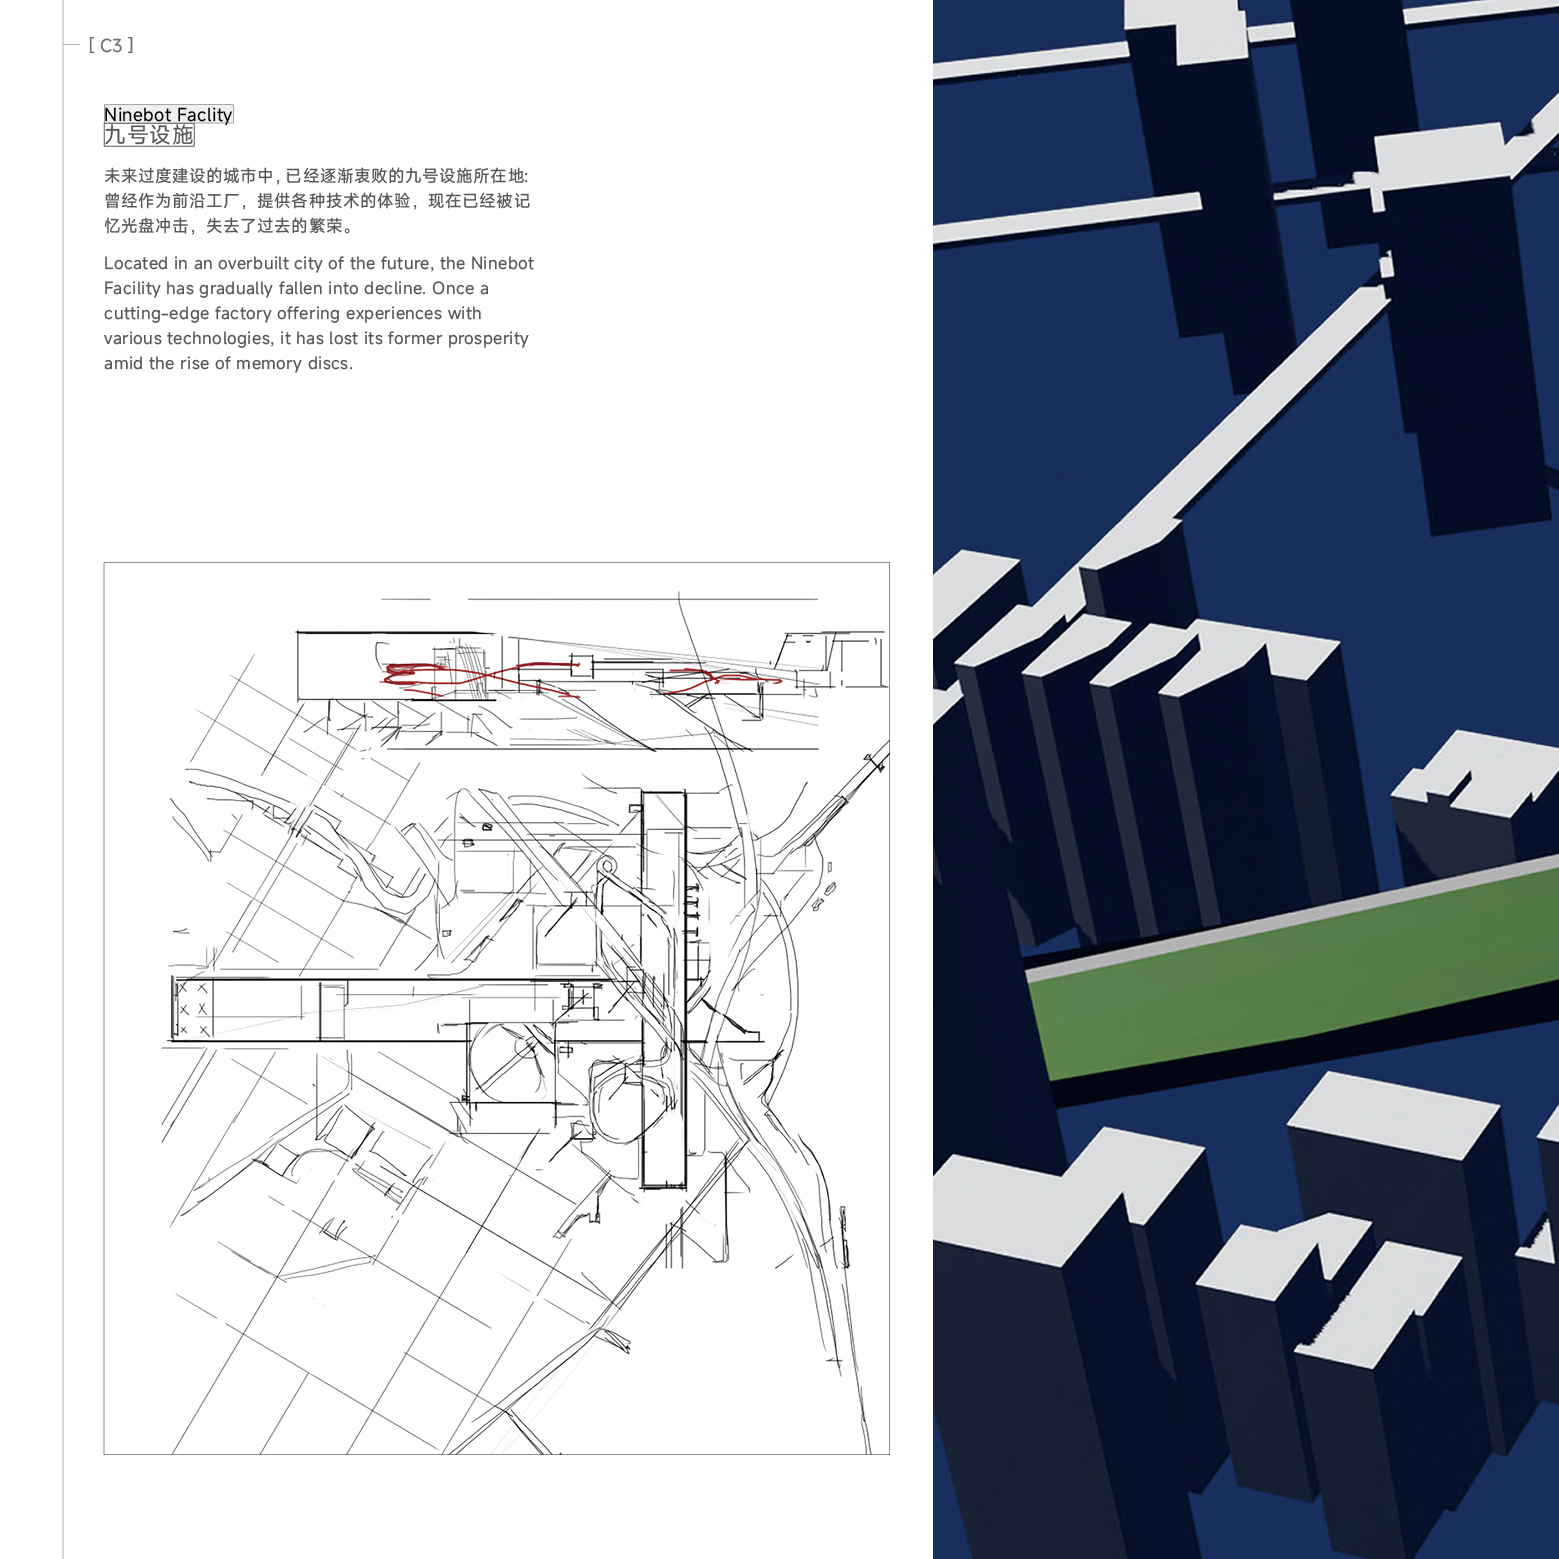 [ C3 ]
Ninebot Faclity
九号设施
未来过度建设的城市中,已经逐渐衷败的九号设施所在地:
曾经作为前沿工厂，提供各种技术的体验，现在已经被记
忆光盘冲击，失去了过去的繁荣。
Located in an overbuilt city of the future, the Ninebot
Facility has gradually fallen into decline. Once a
cutting-edge factory offering experiences with
various technologies, it has lost its former prosperity
amid the rise of memory discs.